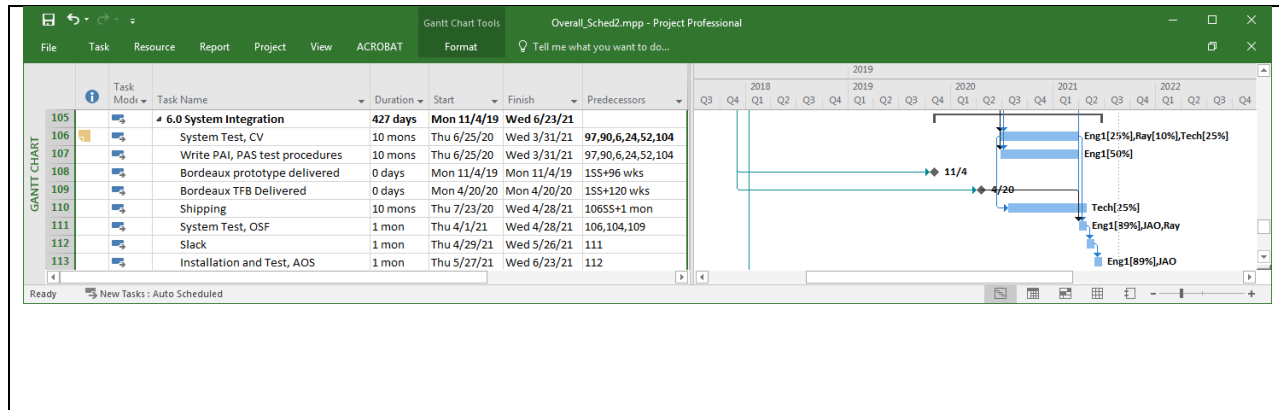 Gantt Chart Tools Overall_Sched2.mpp - Project Professional
File Task Resource Report Project View ACROBAT Format Tell me what you want to do...
2019
2018 2019 2020 2021 2022
Task
Mode Task Name Duration Start Finish Predecessors Q3 Q4 Q1 Q2 Q3 Q4 Q1 Q2 Q3 Q4 Q1 Q2 Q3 Q4 Q1 Q2 Q3 Q4 Q1 Q2 Q3 Q4
105 6.0 System Integration 427 days Mon 11/4/19 Wed 6/23/21
106 System Test, CV 10 mons Thu 6/25/20 Wed 3/31/21 97,90,6,24,52,104 Eng1[25%],Ray[10%],Tech[25%]
107 Write PAI, PAS test procedures 10 mons Thu 6/25/20 Wed 3/31/21 97,90,6,24,52,104 Eng1[50%]
108 Bordeaux prototype delivered 0 days Mon 11/4/19 Mon 11/4/19 1SS+96 wks 11/4
109 Bordeaux TFB Delivered 0 days Mon 4/20/20 Mon 4/20/20 1SS+120 wks 4/20
110 Shipping 10 mons Thu 7/23/20 Wed 4/28/21 106SS+1 mon Tech[25%]
111 System Test, OSF 1 mon Thu 4/1/21 Wed 4/28/21 106,104,109 Eng1[39%],JAO,Ray
112 Slack 1 mon Thu 4/29/21 Wed 5/26/21 111
113 Installation and Test, AOS 1 mon Thu 5/27/21 Wed 6/23/21 112 Eng1[89%],JAO
GANTT CHART
Ready New Tasks : Auto Scheduled